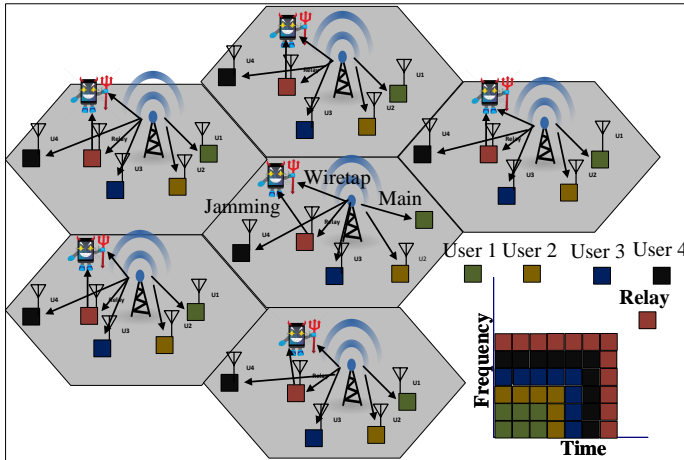 U4
Relay
U1
U3
U2
U4
Relay
U1
U3
U2
U4
Relay
U1
U3
U2
Wiretap
Main
Jamming
U4
Relay
U3
U2
U4
Relay
U1
U3
U2
U4
Relay
U1
U3
U2
User 1 User 2 User 3 User 4
Relay
Frequency
Time